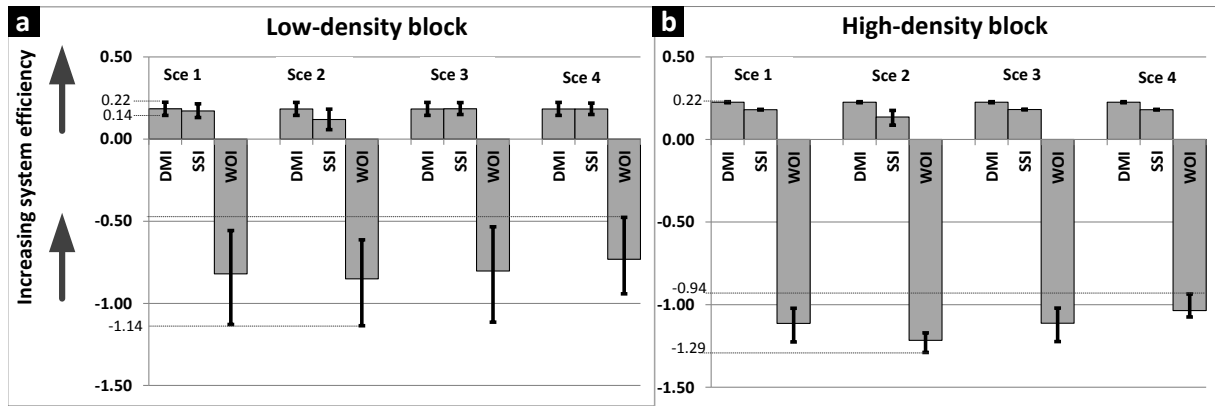 a
Low-density block
Increasing system efficiency
0.50
Sce 1
Sce 2
Sce 3
Sce 4
0.22
0.14
0.00
DMI SSI WOI
DMI SSI WOI
DMI SSI WOI
DMI SSI WOI
-0.50
-1.00
-1.14
-1.50
b
High-density block
0.50
Sce 1
Sce 2
Sce 3
Sce 4
0.22
0.00
DMI SSI WOI
DMI SSI WOI
DMI SSI WOI
DMI SSI WOI
-0.50
-0.94
-1.00
-1.29
-1.50